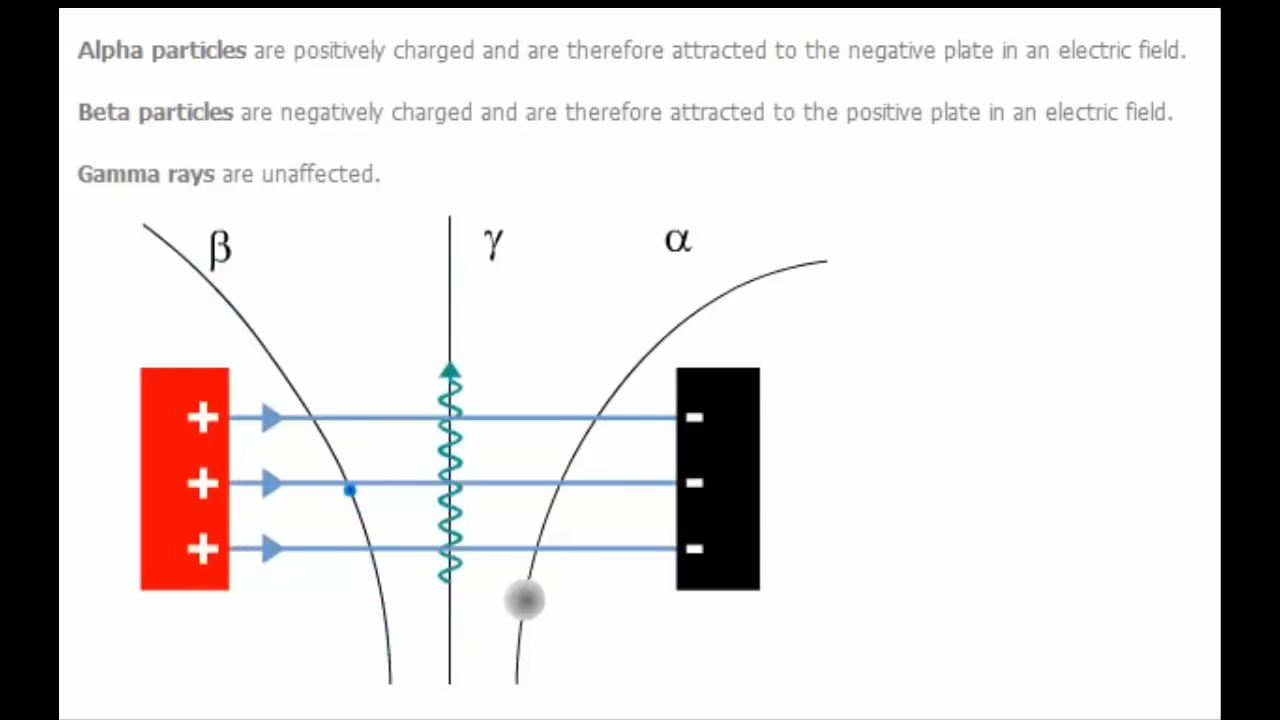 Alpha particles are positively charged and are therefore attracted to the negative plate in an electric field.
Beta particles are negatively charged and are therefore attracted to the positive plate in an electric field.
Gamma rays are unaffected.
β γ α
+ -
+ -
+ -